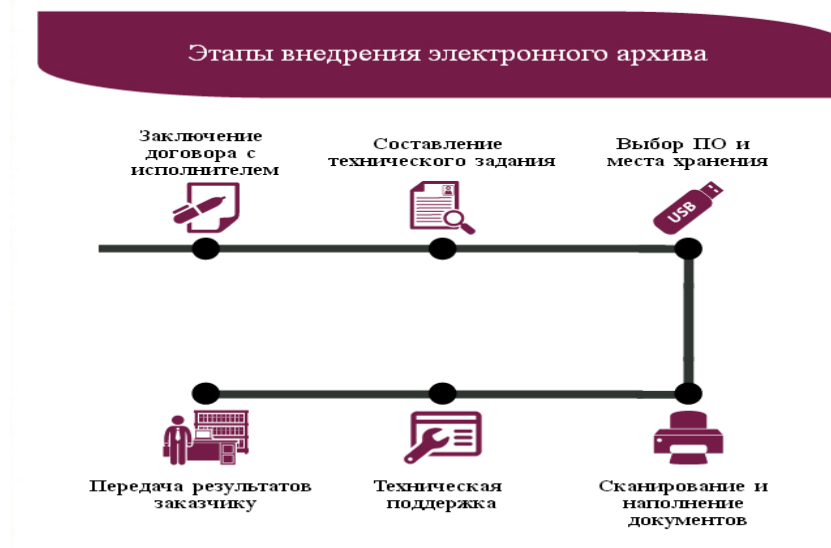 Этапы внедрения электронного архива
Заключение
договора с
исполнителем
Составление
технического задания
Выбор ПО и
места хранения
USB
Передача результатов
заказчику
Техническая
поддержка
Сканирование и
наполнение
документов